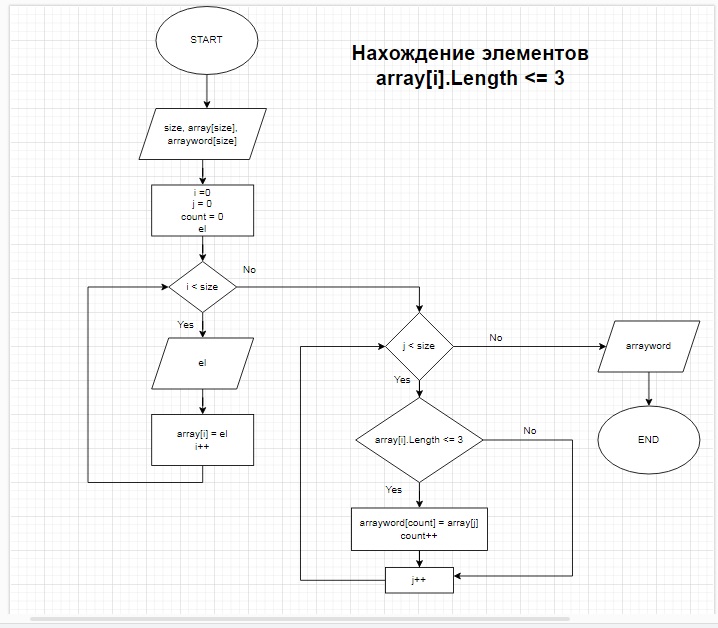 START
Нахождение элементов
array[i].Length <= 3
size, array[size],
arrayword[size]
i =0
j = 0
count = 0
el
i < size
No
Yes
el
array[i] = el
i++
j < size
No
Yes
arrayword
array[i].Length <= 3
No
Yes
END
arrayword[count] = array[j]
count++
j++